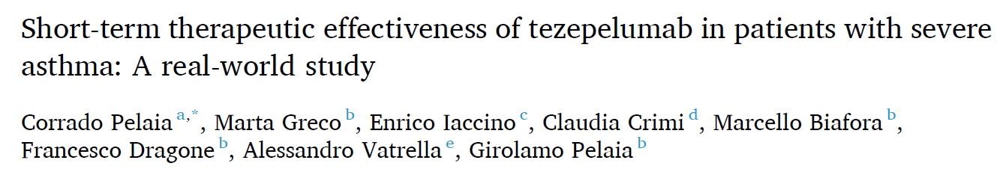 Short-term therapeutic effectiveness of tezepelumab in patients with severe
asthma: A real-world study
Corrado Pelaia a,*, Marta Greco b, Enrico Iaccino c, Claudia Crimi d, Marcello Biafora b,
Francesco Dragone b, Alessandro Vatrella e, Girolamo Pelaia b